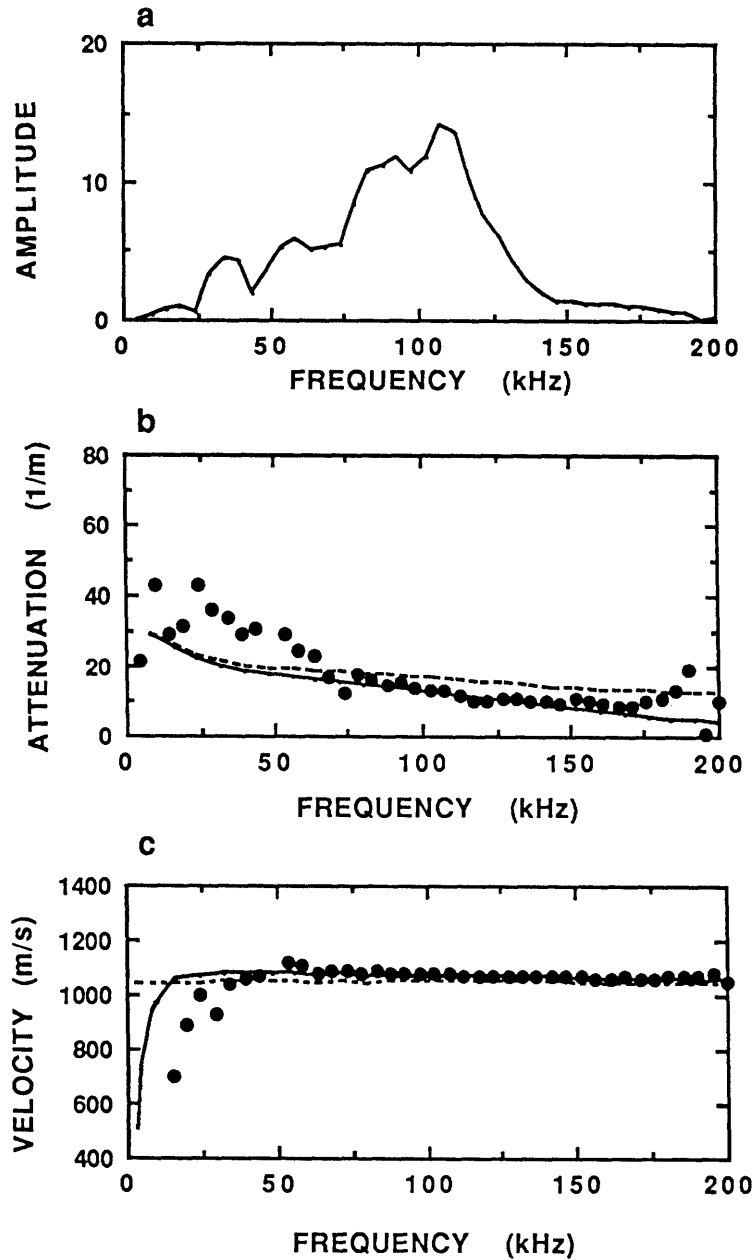 a
AMPLITUDE
20
10
0
0 50 100 150 200
FREQUENCY (kHz)
b
ATTENUATION (1/m)
80
60
40
20
0
0 50 100 150 200
FREQUENCY (kHz)
c
VELOCITY (m/s)
1400
1200
1000
800
600
400
0 50 100 150 200
FREQUENCY (kHz)